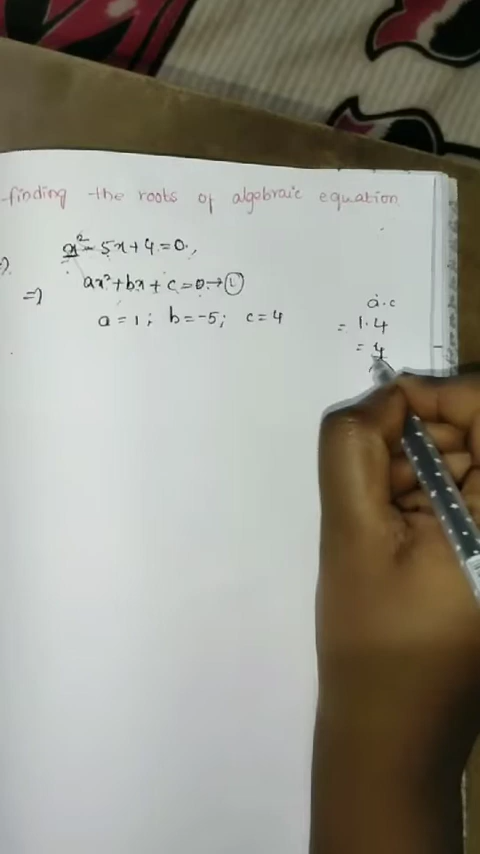 finding the roots of algebraic equation
x² - 5x + 4 = 0.,
ax² + bx + c = 0 → ①
=) a = 1 ; b = -5 ; c = 4
a.c
= 1.4
= 4